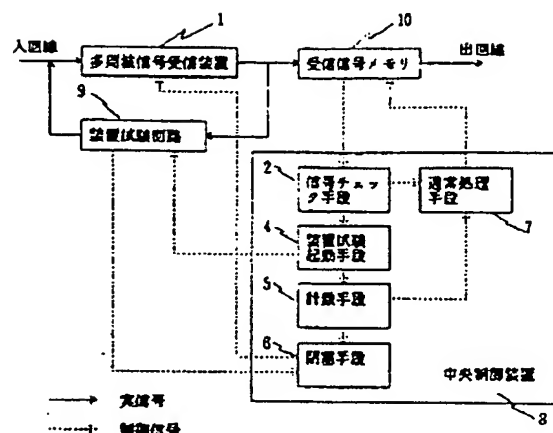 1
10
入回線
多周波信号受信装置
受信信号メモリ
出回線
9
装置試験回路
2
信号チェッ
ク手段
通常処理
手段
7
4
装置試験
起動手段
5
計数手段
6
閉塞手段
中央制御装置
8
実信号
制御信号